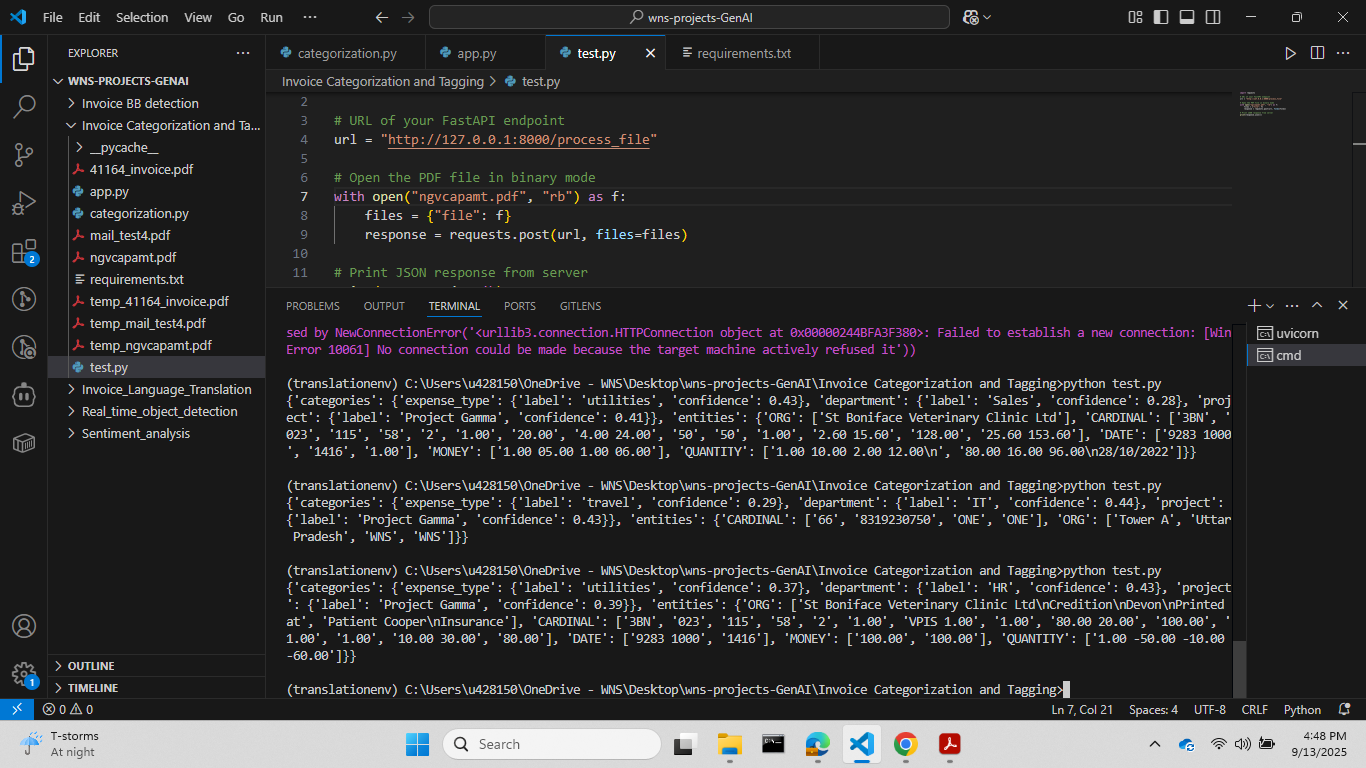 File Edit Selection View Go Run ···
wns-projects-GenAI
EXPLORER
WNS-PROJECTS-GENAI
Invoice BB detection
Invoice Categorization and Ta...
__pycache__
41164_invoice.pdf
app.py
categorization.py
mail_test4.pdf
ngvcapamt.pdf
requirements.txt
temp_41164_invoice.pdf
temp_mail_test4.pdf
temp_ngvcapamt.pdf
test.py
Invoice_Language_Translation
Real_time_object_detection
Sentiment_analysis
OUTLINE
TIMELINE
2
1
categorization.py app.py test.py requirements.txt
Invoice Categorization and Tagging > test.py
2
3 # URL of your FastAPI endpoint
4 url = "http://127.0.0.1:8000/process_file"
5
6 # Open the PDF file in binary mode
7 with open("ngvcapamt.pdf", "rb") as f:
8 files = {"file": f}
9 response = requests.post(url, files=files)
10
11 # Print JSON response from server
PROBLEMS OUTPUT TERMINAL PORTS GITLENS
uvicorn
cmd
sed by NewConnectionError('<urllib3.connection.HTTPConnection object at 0x00000244BFA3F380>: Failed to establish a new connection: [Win
Error 10061] No connection could be made because the target machine actively refused it'))
(translationenv) C:\Users\u428150\OneDrive - WNS\Desktop\wns-projects-GenAI\Invoice Categorization and Tagging>python test.py
{'categories': {'expense_type': {'label': 'utilities', 'confidence': 0.43}, 'department': {'label': 'Sales', 'confidence': 0.28}, 'proj
ect': {'label': 'Project Gamma', 'confidence': 0.41}}, 'entities': {'ORG': ['St Boniface Veterinary Clinic Ltd'], 'CARDINAL': ['3BN', '
023', '115', '58', '2', '1.00', '20.00', '4.00 24.00', '50', '50', '1.00', '2.60 15.60', '128.00', '25.60 153.60'], 'DATE': ['9283 1000
', '1416', '1.00'], 'MONEY': ['1.00 05.00 1.00 06.00'], 'QUANTITY': ['1.00 10.00 2.00 12.00\n', '80.00 16.00 96.00\n28/10/2022']}}
(translationenv) C:\Users\u428150\OneDrive - WNS\Desktop\wns-projects-GenAI\Invoice Categorization and Tagging>python test.py
{'categories': {'expense_type': {'label': 'travel', 'confidence': 0.29}, 'department': {'label': 'IT', 'confidence': 0.44}, 'project':
{'label': 'Project Gamma', 'confidence': 0.43}}, 'entities': {'CARDINAL': ['66', '8319230750', 'ONE', 'ONE'], 'ORG': ['Tower A', 'Uttar
Pradesh', 'WNS', 'WNS']}}
(translationenv) C:\Users\u428150\OneDrive - WNS\Desktop\wns-projects-GenAI\Invoice Categorization and Tagging>python test.py
{'categories': {'expense_type': {'label': 'utilities', 'confidence': 0.37}, 'department': {'label': 'HR', 'confidence': 0.43}, 'project
': {'label': 'Project Gamma', 'confidence': 0.39}}, 'entities': {'ORG': ['St Boniface Veterinary Clinic Ltd\nCredition\nDevon\nPrinted
at', 'Patient Cooper\nInsurance'], 'CARDINAL': ['3BN', '023', '115', '58', '2', '1.00', 'VPIS 1.00', '1.00', '80.00 20.00', '100.00', '
1.00', '1.00', '10.00 30.00', '80.00'], 'DATE': ['9283 1000', '1416'], 'MONEY': ['100.00', '100.00'], 'QUANTITY': ['1.00 -50.00 -10.00
-60.00']}}
(translationenv) C:\Users\u428150\OneDrive - WNS\Desktop\wns-projects-GenAI\Invoice Categorization and Tagging>
0 0 Ln 7, Col 21 Spaces: 4 UTF-8 CRLF Python
T-storms
At night
Search
4:48 PM
9/13/2025